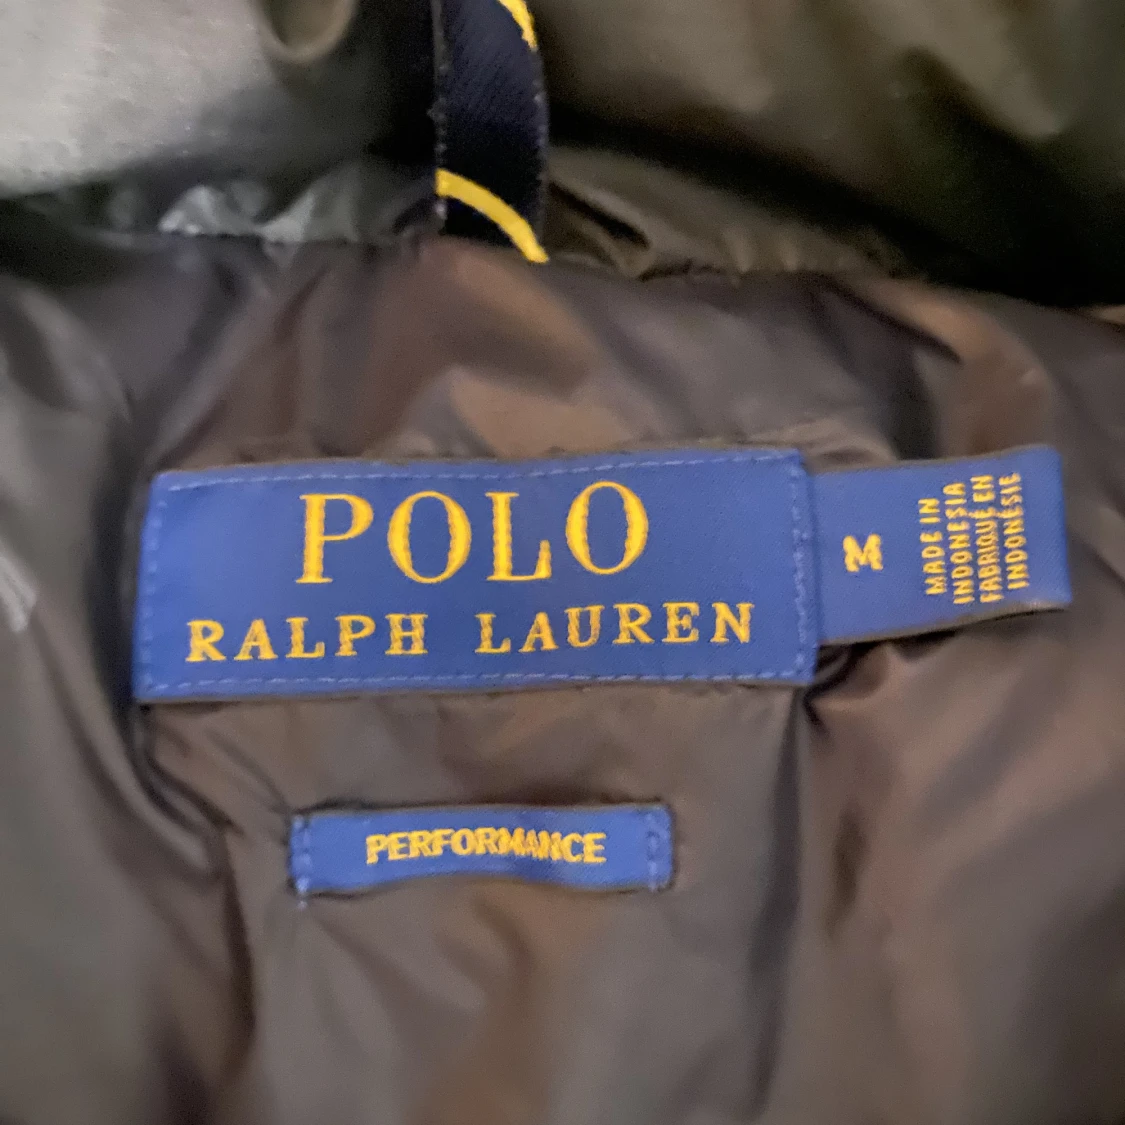 POLO
RALPH LAUREN
M
MADE IN
INDONESIA
FABRIQUÉ EN
INDONÉSIE
PERFORMANCE